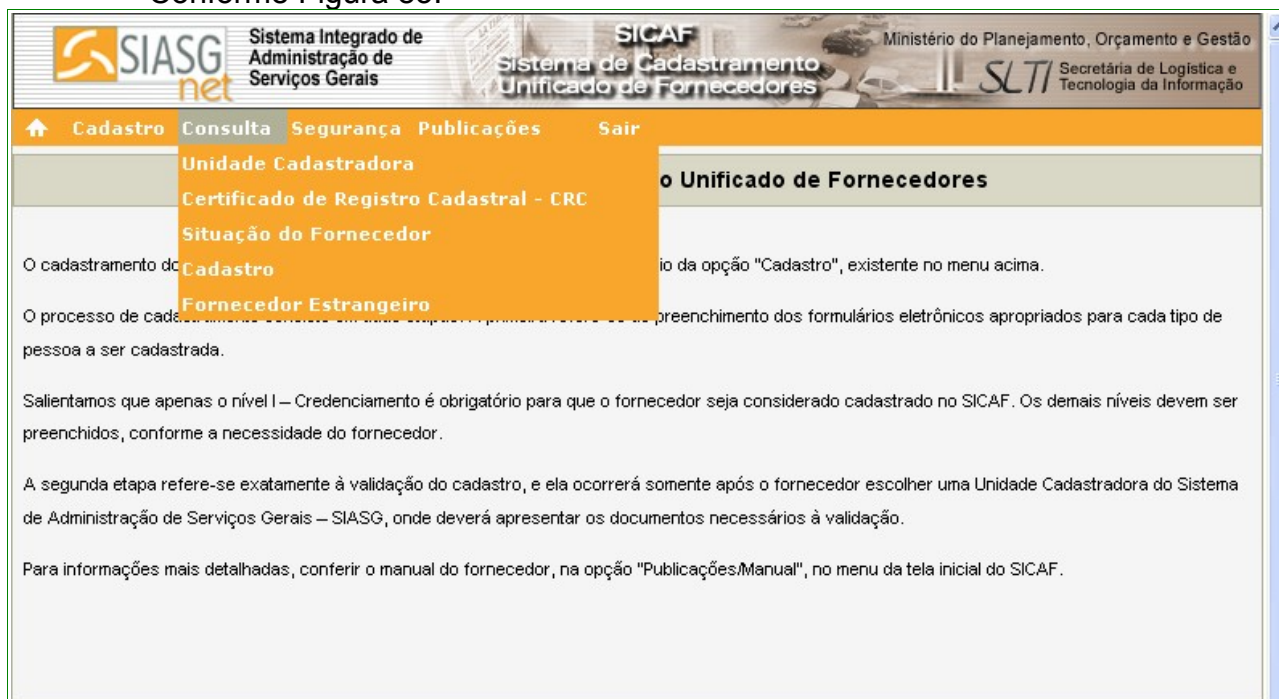 Conforme Figura
SIASG
net
Sistema Integrado de
Administração de
Serviços Gerais
SICAF
Sistema de Cadastramento
Unificado de Fornecedores
Ministério do Planejamento, Orçamento e Gestão
SLTI
Secretária de Logística e
Tecnologia da Informação
Cadastro Consulta Segurança Publicações Sair
Unidade Cadastradora
Certificado de Registro Cadastral - CRC
Situação do Fornecedor
Cadastro
Fornecedor Estrangeiro
o Unificado de Fornecedores
O cadastramento do io da opção "Cadastro", existente no menu acima.
O processo de preenchimento dos formulários eletrônicos apropriados para cada tipo de
pessoa a ser cadastrada.
Salientamos que apenas o nível I – Credenciamento é obrigatório para que o fornecedor seja considerado cadastrado no SICAF. Os demais níveis devem ser
preenchidos, conforme a necessidade do fornecedor.
A segunda etapa refere-se exatamente à validação do cadastro, e ela ocorrerá somente após o fornecedor escolher uma Unidade Cadastradora do Sistema
de Administração de Serviços Gerais – SIASG, onde deverá apresentar os documentos necessários à validação.
Para informações mais detalhadas, conferir o manual do fornecedor, na opção "Publicações/Manual", no menu da tela inicial do SICAF.